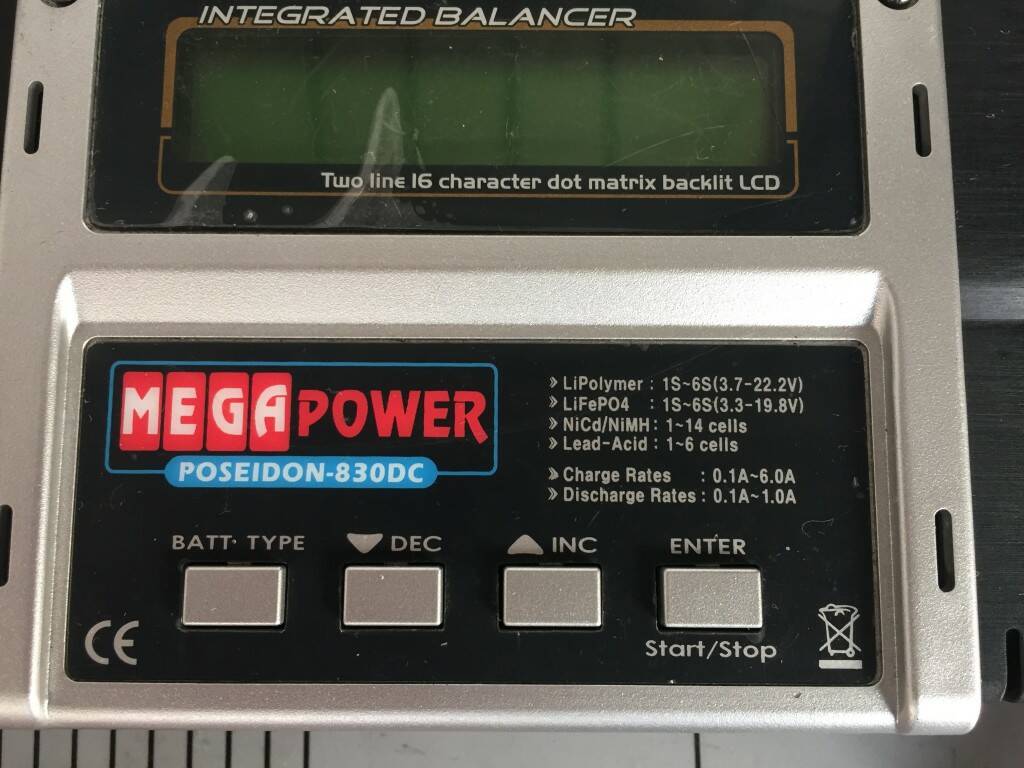 INTEGRATED BALANCER
Two line 16 character dot matrix backlit LCD
MEGAPOWER
POSEIDON-830DC
» LiPolymer : 1S~6S(3.7-22.2V)
» LiFePO4 : 1S~6S(3.3-19.8V)
» NiCd/NiMH: 1~14 cells
» Lead-Acid : 1~6 cells
» Charge Rates : 0.1A~6.0A
» Discharge Rates : 0.1A~1.0A
BATT. TYPE
▼ DEC
▲ INC
ENTER
Start/Stop
CE